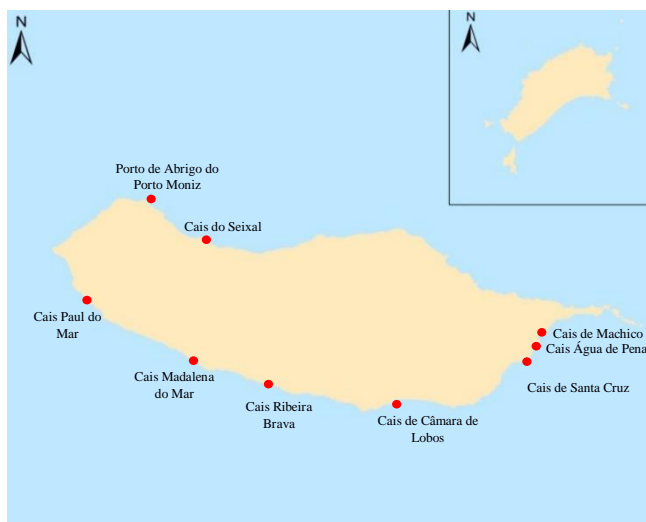 N
N
Porto de Abrigo do
Porto Moniz
Cais do Seixal
Cais Paul do
Mar
Cais de Machico
Cais Água de Pena
Cais de Santa Cruz
Cais Madalena
do Mar
Cais Ribeira
Brava
Cais de Câmara de
Lobos